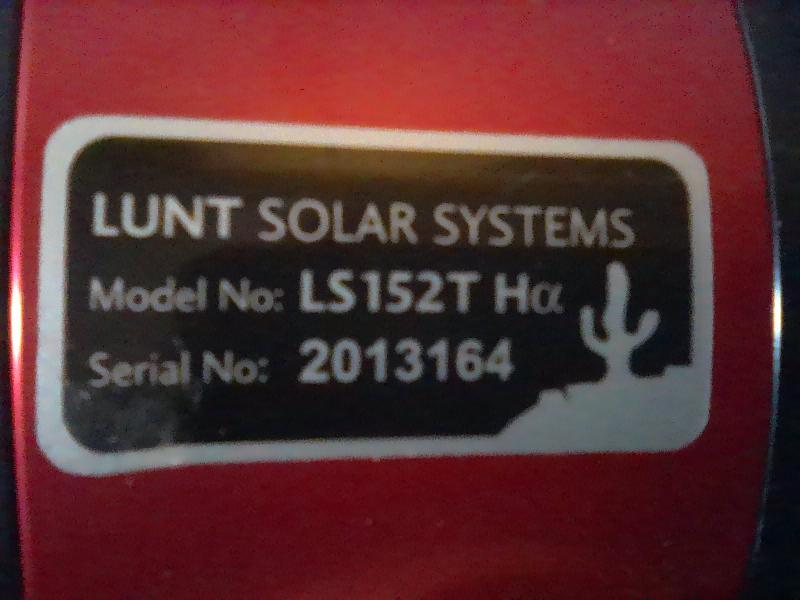 LUNT SOLAR SYSTEMS
Model No: LS152T Hα
Serial No: 2013164